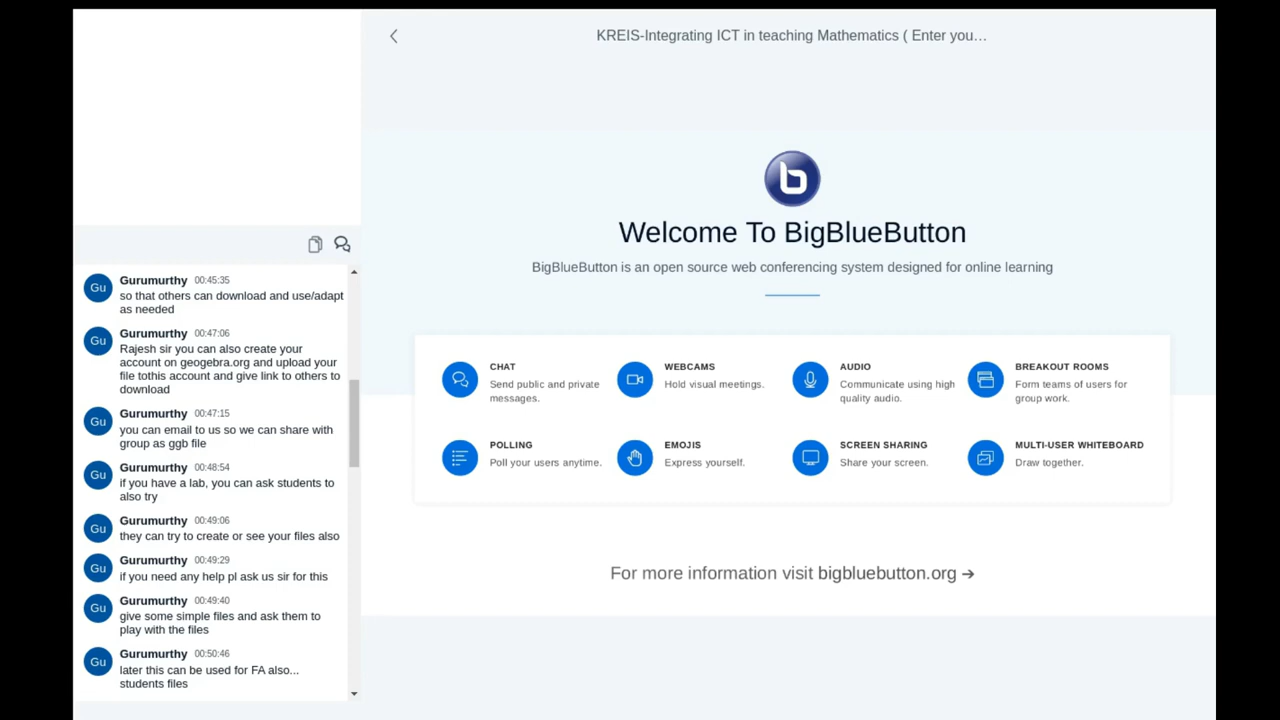 KREIS-Integrating ICT in teaching Mathematics ( Enter you…
Gu Gurumurthy 00:45:35
so that others can download and use/adapt
as needed
Gu Gurumurthy 00:47:06
Rajesh sir you can also create your
account on geogebra.org and upload your
file tothis account and give link to others to
download
Gu Gurumurthy 00:47:15
you can email to us so we can share with
group as ggb file
Gu Gurumurthy 00:48:54
if you have a lab, you can ask students to
also try
Gu Gurumurthy 00:49:06
they can try to create or see your files also
Gu Gurumurthy 00:49:29
if you need any help pl ask us sir for this
Gu Gurumurthy 00:49:40
give some simple files and ask them to
play with the files
Gu Gurumurthy 00:50:46
later this can be used for FA also...
students files
b
Welcome To BigBlueButton
BigBlueButton is an open source web conferencing system designed for online learning
CHAT
Send public and private
messages.
WEBCAMS
Hold visual meetings.
AUDIO
Communicate using high
quality audio.
BREAKOUT ROOMS
Form teams of users for
group work.
POLLING
Poll your users anytime.
EMOJIS
Express yourself.
SCREEN SHARING
Share your screen.
MULTI-USER WHITEBOARD
Draw together.
For more information visit bigbluebutton.org →